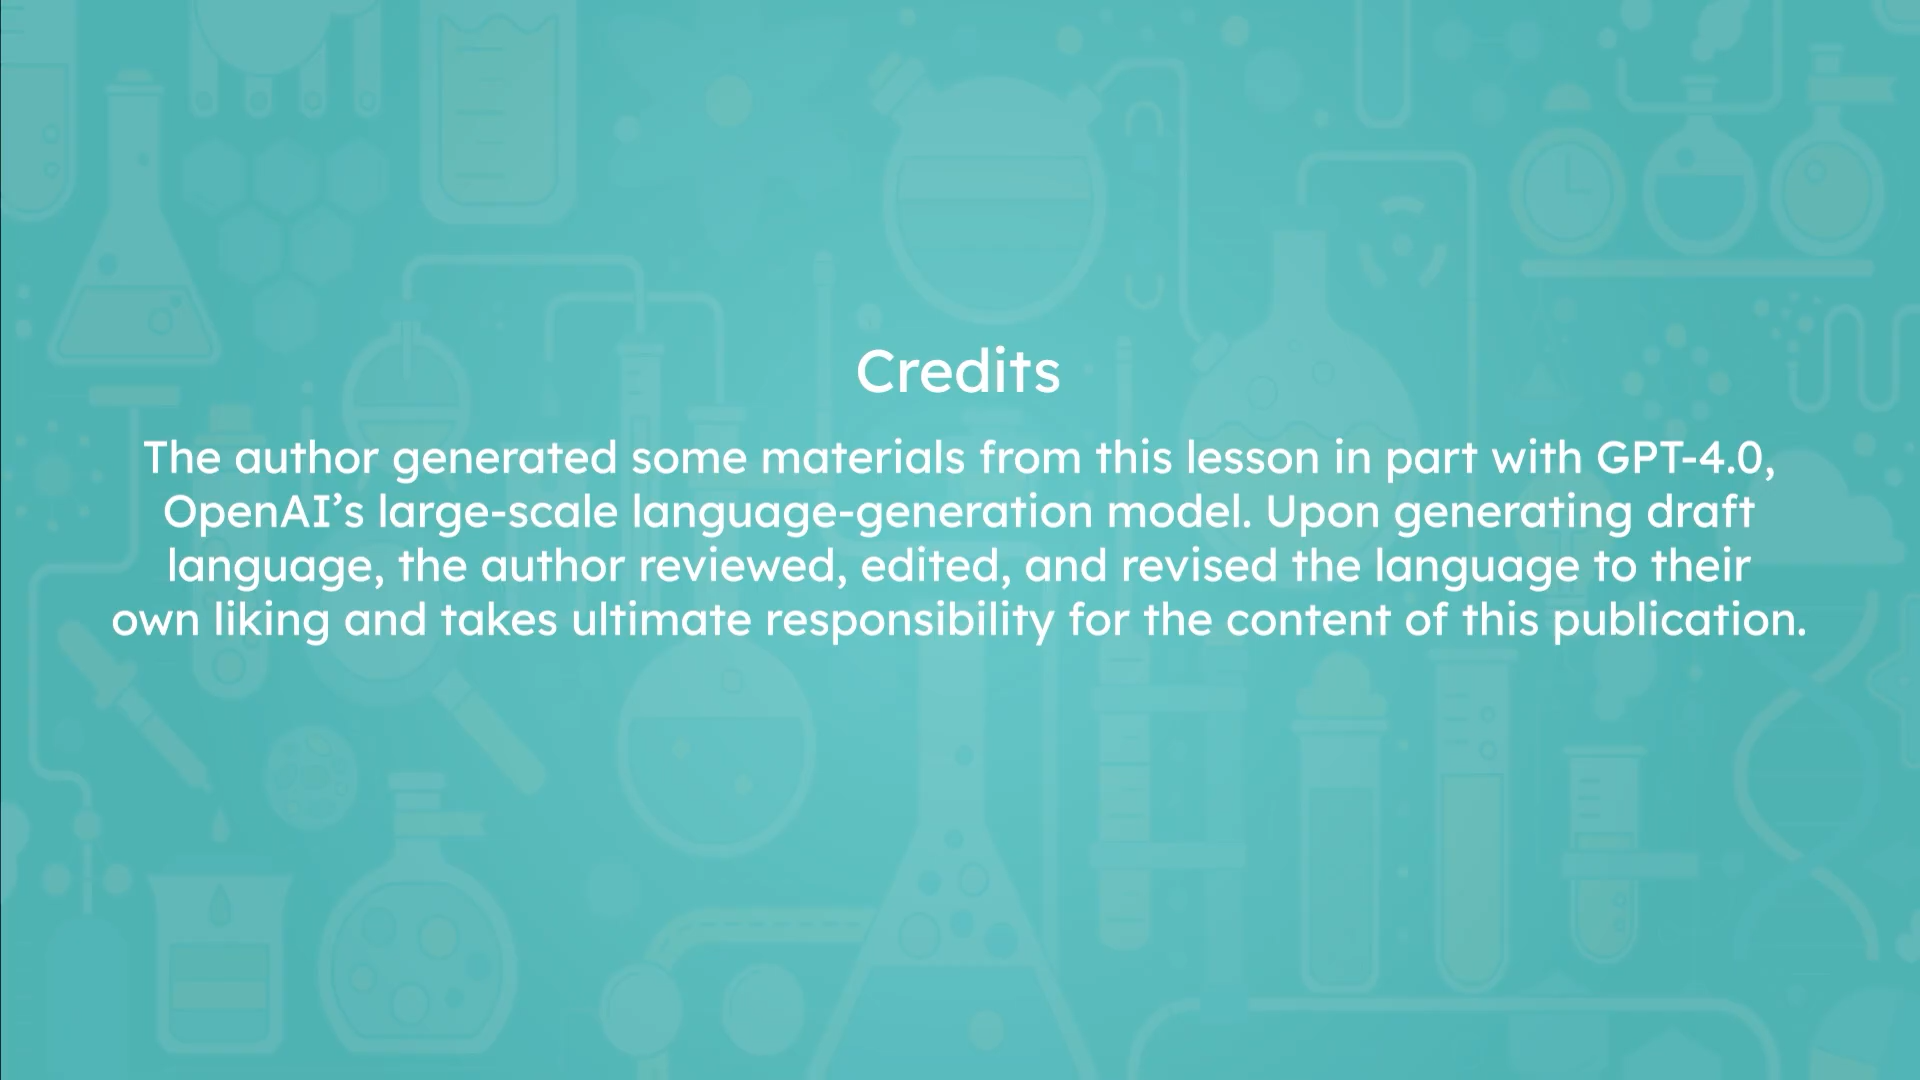 Credits
The author generated some materials from this lesson in part with GPT-4.0,
OpenAI’s large-scale language-generation model. Upon generating draft
language, the author reviewed, edited, and revised the language to their
own liking and takes ultimate responsibility for the content of this publication.